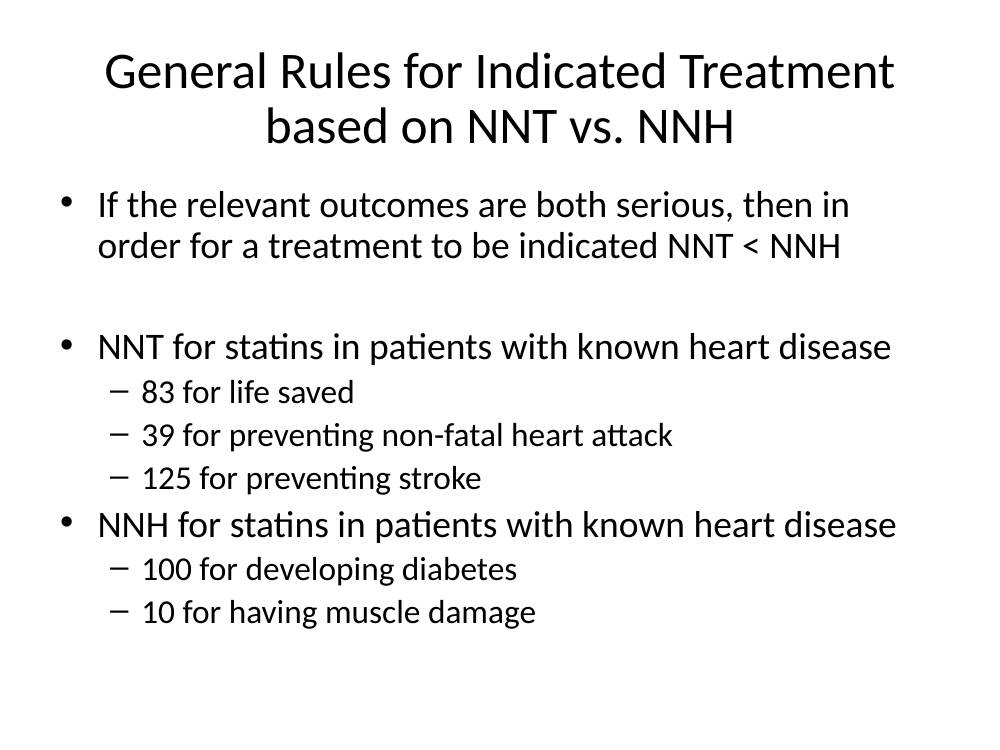 General Rules for Indicated Treatment
based on NNT vs. NNH
• If the relevant outcomes are both serious, then in
order for a treatment to be indicated NNT < NNH
• NNT for statins in patients with known heart disease
– 83 for life saved
– 39 for preventing non-fatal heart attack
– 125 for preventing stroke
• NNH for statins in patients with known heart disease
– 100 for developing diabetes
– 10 for having muscle damage